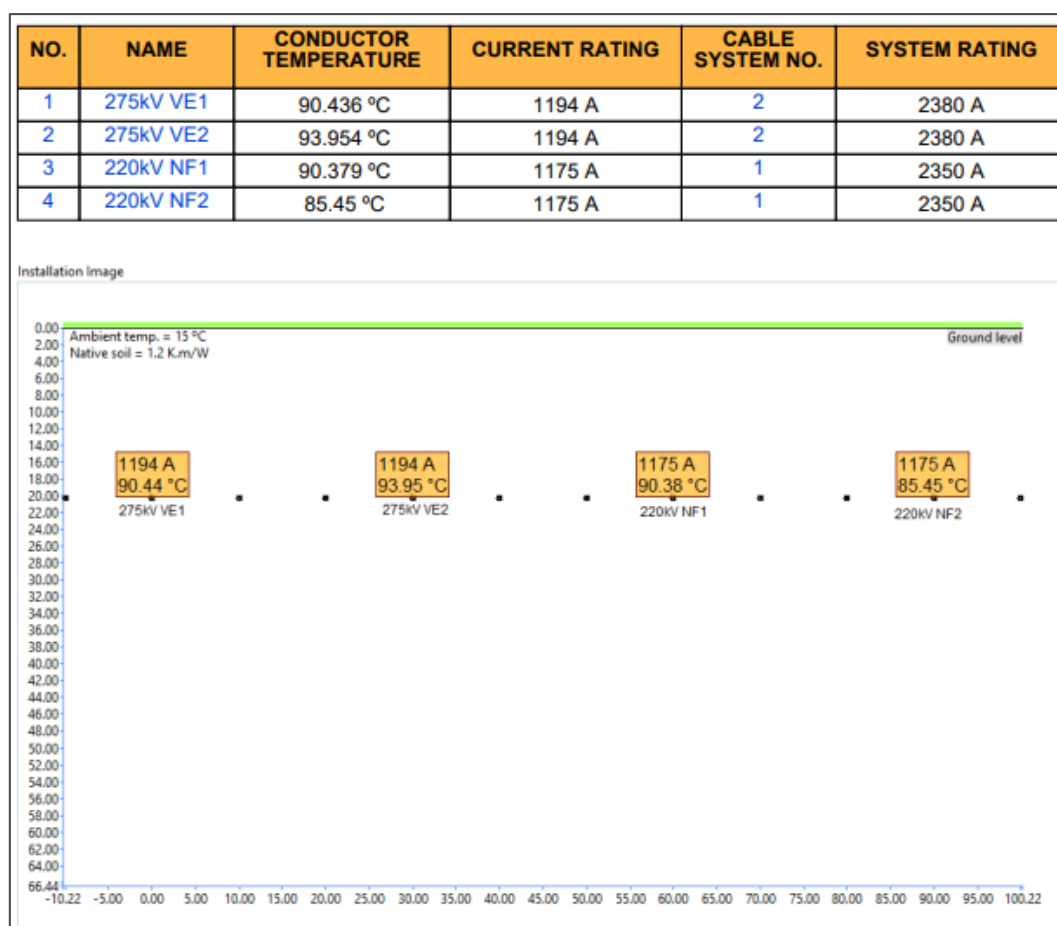 NO. NAME CONDUCTOR TEMPERATURE CURRENT RATING CABLE SYSTEM NO. SYSTEM RATING
1 275kV VE1 90.436 ºC 1194 A 2 2380 A
2 275kV VE2 93.954 ºC 1194 A 2 2380 A
3 220kV NF1 90.379 ºC 1175 A 1 2350 A
4 220kV NF2 85.45 ºC 1175 A 1 2350 A
Installation Image
Ambient temp. = 15 ºC
Native soil = 1.2 K.m/W
Ground level
0.00
2.00
4.00
6.00
8.00
10.00
12.00
14.00
16.00
18.00
20.00
22.00
24.00
26.00
28.00
30.00
32.00
34.00
36.00
38.00
40.00
42.00
44.00
46.00
48.00
50.00
52.00
54.00
56.00
58.00
60.00
62.00
64.00
66.44
1194 A
90.44 °C
275kV VE1
1194 A
93.95 °C
275kV VE2
1175 A
90.38 °C
220kV NF1
1175 A
85.45 °C
220kV NF2
-10.22 -5.00 0.00 5.00 10.00 15.00 20.00 25.00 30.00 35.00 40.00 45.00 50.00 55.00 60.00 65.00 70.00 75.00 80.00 85.00 90.00 95.00 100.22